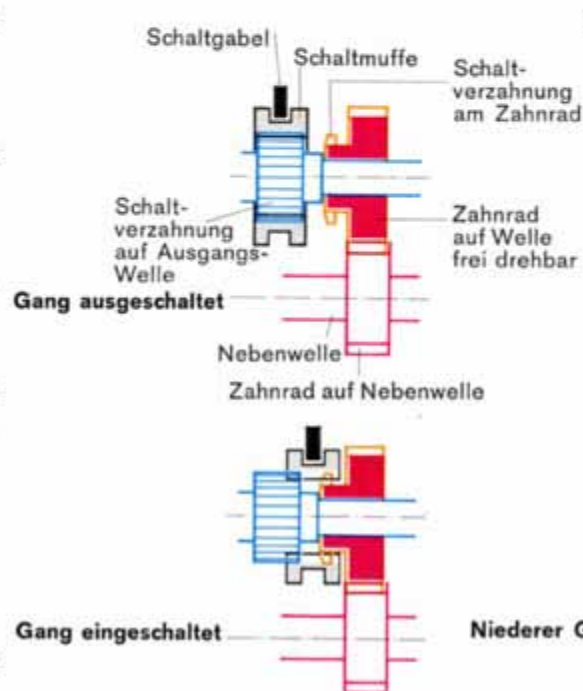 Schaltgabel
Schaltmuffe
Schalt-
verzahnung
am Zahnrad
Schalt-
verzahnung
auf Ausgangs-
Welle
Zahnrad
auf Welle
frei drehbar
Gang ausgeschaltet
Nebenwelle
Zahnrad auf Nebenwelle
Gang eingeschaltet
Niederer G